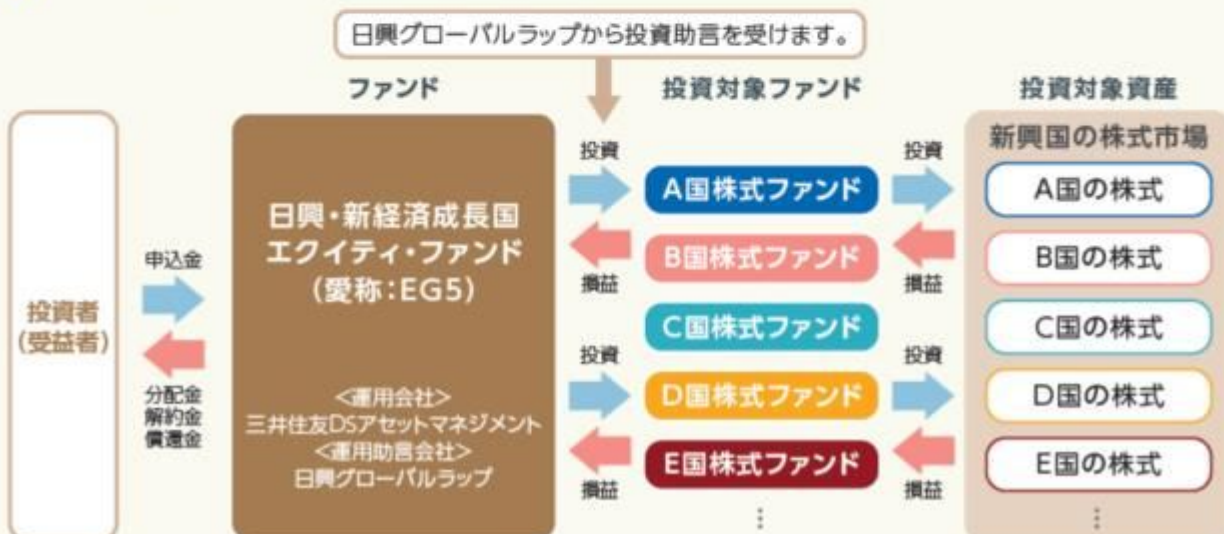 日興グローバルラップから投資助言を受けます。
ファンド
投資対象ファンド
投資対象資産
投資者
(受益者)
申込金
分配金
解約金
償還金
日興・新経済成長国
エクイティ・ファンド
(愛称:EG5)
<運用会社>
三井住友DSアセットマネジメント
<運用助言会社>
日興グローバルラップ
投資
損益
投資
損益
A国株式ファンド
B国株式ファンド
C国株式ファンド
D国株式ファンド
E国株式ファンド
⋮
投資
損益
投資
損益
新興国の株式市場
A国の株式
B国の株式
C国の株式
D国の株式
E国の株式
⋮